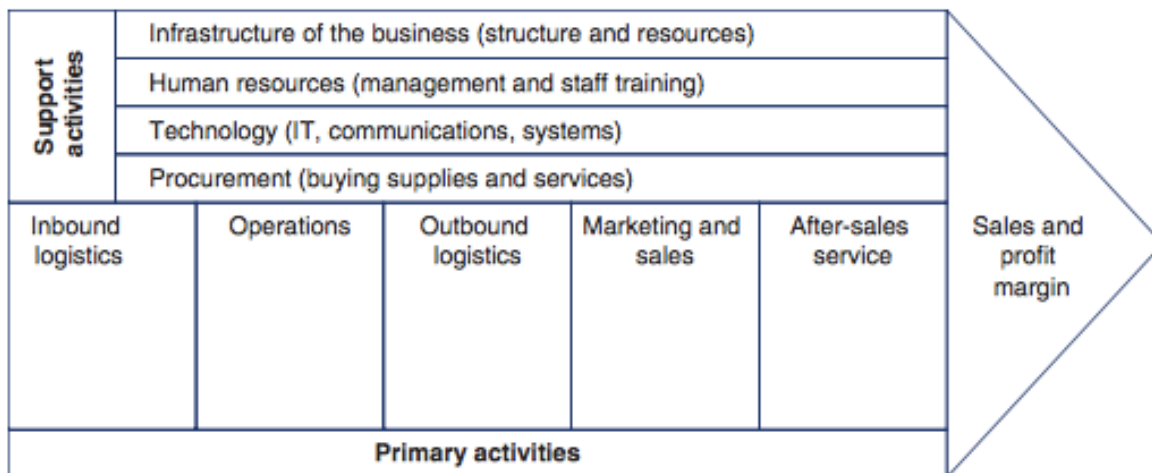 Support
activities
Infrastructure of the business (structure and resources)
Human resources (management and staff training)
Technology (IT, communications, systems)
Procurement (buying supplies and services)
Inbound
logistics
Operations
Outbound
logistics
Marketing and
sales
After-sales
service
Sales and
profit
margin
Primary activities